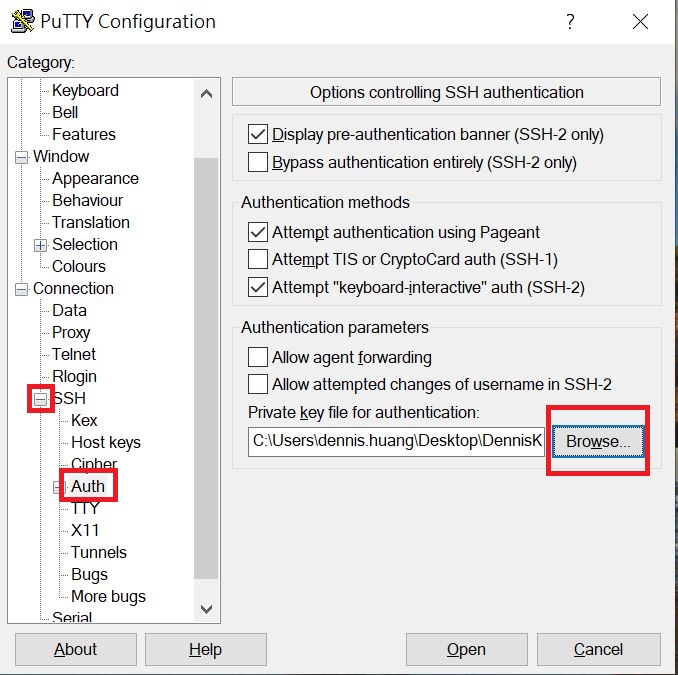 PuTTY Configuration
?
Category:
Keyboard
Bell
Features
Window
Appearance
Behaviour
Translation
Selection
Colours
Connection
Data
Proxy
Telnet
Rlogin
SSH
Kex
Host keys
Cipher
Auth
TTY
X11
Tunnels
Bugs
More bugs
Serial
Options controlling SSH authentication
Display pre-authentication banner (SSH-2 only)
Bypass authentication entirely (SSH-2 only)
Authentication methods
Attempt authentication using Pageant
Attempt TIS or CryptoCard auth (SSH-1)
Attempt "keyboard-interactive" auth (SSH-2)
Authentication parameters
Allow agent forwarding
Allow attempted changes of username in SSH-2
Private key file for authentication:
C:\Users\dennis.huang\Desktop\DennisK
Browse...
About
Help
Open
Cancel